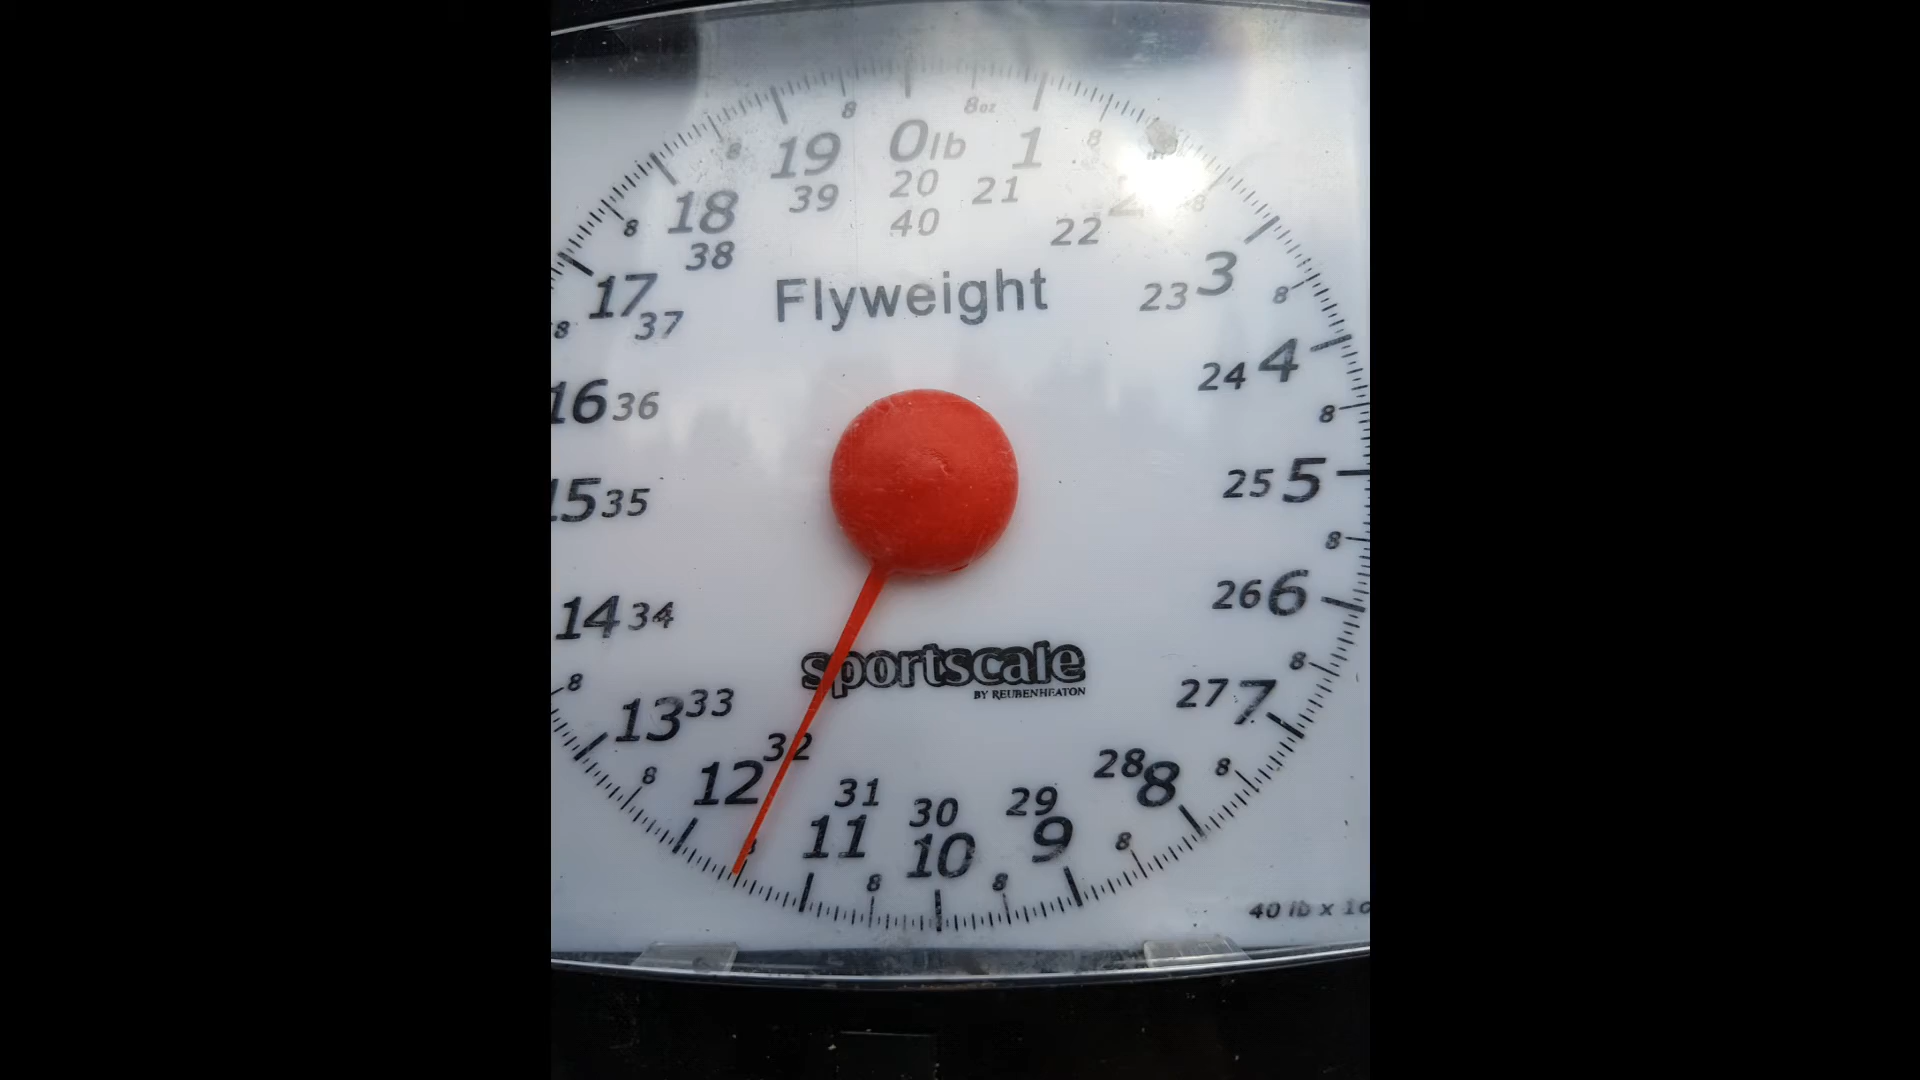 8 8oz
19 0lb 1 8
8
39 20 21
18 40 22
8
38
17 Flyweight 23 3
8
8 37
24 4
16 36
8
15 35 25 5
8
14 34 26 6
sportscale
BY REUBENHEATON
8
8
13 33 27 7
12 32
8 28 8 8
31 30 29
11 10 9
8
8 8
40 lb x 1o